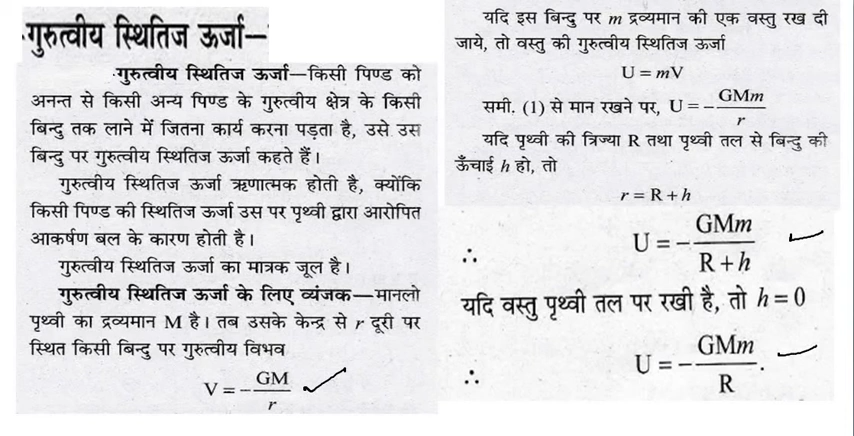 गुरुत्वीय स्थितिज ऊर्जा—
गुरुत्वीय स्थितिज ऊर्जा—किसी पिण्ड को
अनन्त से किसी अन्य पिण्ड के गुरुत्वीय क्षेत्र के किसी
बिन्दु तक लाने में जितना कार्य करना पड़ता है, उसे उस
बिन्दु पर गुरुत्वीय स्थितिज ऊर्जा कहते हैं।
गुरुत्वीय स्थितिज ऊर्जा ऋणात्मक होती है, क्योंकि
किसी पिण्ड की स्थितिज ऊर्जा उस पर पृथ्वी द्वारा आरोपित
आकर्षण बल के कारण होती है।
गुरुत्वीय स्थितिज ऊर्जा का मात्रक जूल है।
गुरुत्वीय स्थितिज ऊर्जा के लिए व्यंजक—मानलो
पृथ्वी का द्रव्यमान M है। तब उसके केन्द्र से r दूरी पर
स्थित किसी बिन्दु पर गुरुत्वीय विभव
V = -GM/r
यदि इस बिन्दु पर m द्रव्यमान की एक वस्तु रख दी
जाये, तो वस्तु की गुरुत्वीय स्थितिज ऊर्जा
U = mV
समी. (1) से मान रखने पर, U = -GMm/r
यदि पृथ्वी की त्रिज्या R तथा पृथ्वी तल से बिन्दु की
ऊँचाई h हो, तो
r = R + h
∴ U = -GMm/R + h
यदि वस्तु पृथ्वी तल पर रखी है, तो h = 0
∴ U = -GMm/R.